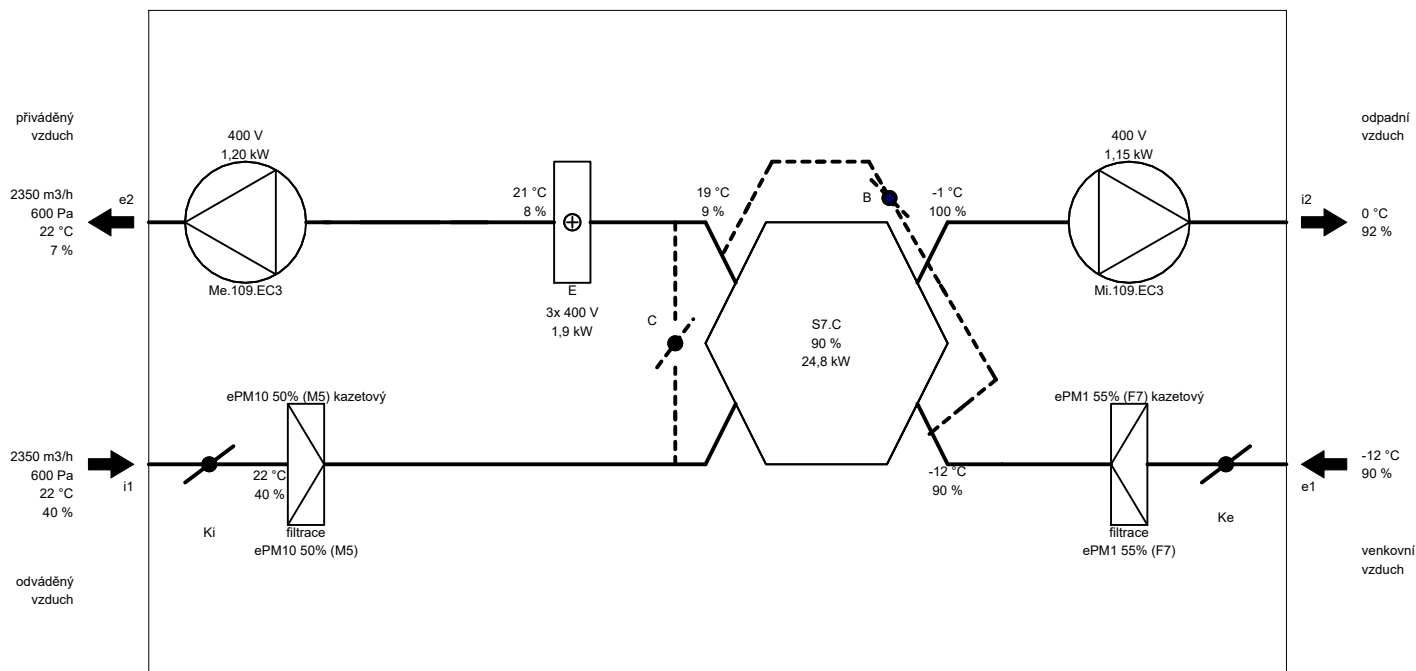 přiváděný
vzduch
400 V
1,20 kW
400 V
1,15 kW
odpadní
vzduch
2350 m3/h
600 Pa
22 °C
7 %
e2
21 °C
8 %
19 °C
9 %
B
-1 °C
100 %
i2
0 °C
92 %
Me.109.EC3
E
3x 400 V
1,9 kW
Mi.109.EC3
C
S7.C
90 %
24,8 kW
ePM10 50% (M5) kazetový
ePM1 55% (F7) kazetový
2350 m3/h
600 Pa
22 °C
40 %
i1
22 °C
40 %
-12 °C
90 %
-12 °C
90 %
e1
Ki
filtrace
ePM10 50% (M5)
filtrace
ePM1 55% (F7)
Ke
odváděný
vzduch
venkovní
vzduch